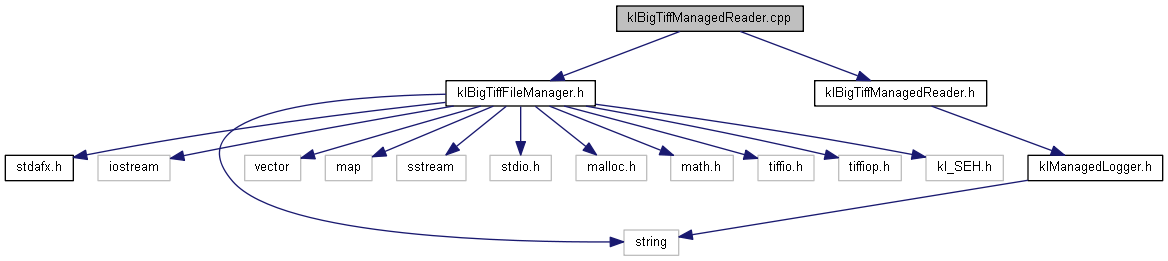 klBigTiffManagedReader.cpp
klBigTiffFileManager.h
klBigTiffManagedReader.h
stdafx.h
iostream
vector
map
sstream
stdio.h
malloc.h
math.h
tiffio.h
tiffiop.h
kl_SEH.h
klManagedLogger.h
string